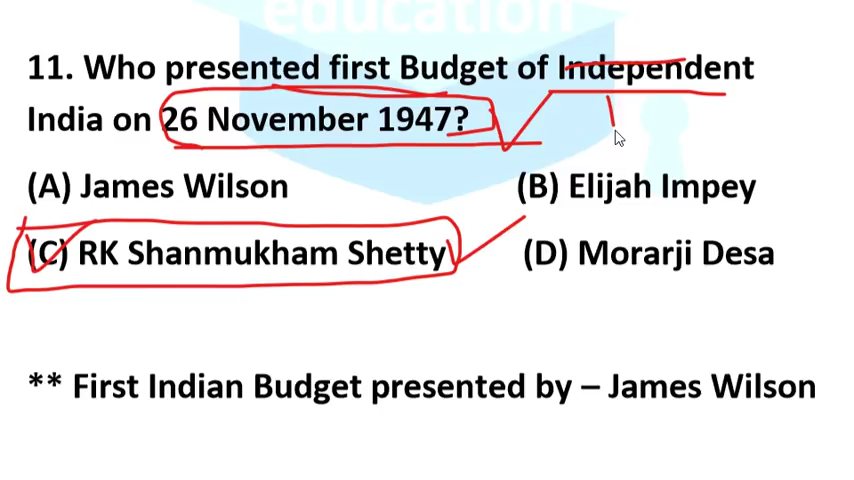 education
11. Who presented first Budget of Independent
India on 26 November 1947?
(A) James Wilson (B) Elijah Impey
(C) RK Shanmukham Shetty (D) Morarji Desa
** First Indian Budget presented by – James Wilson